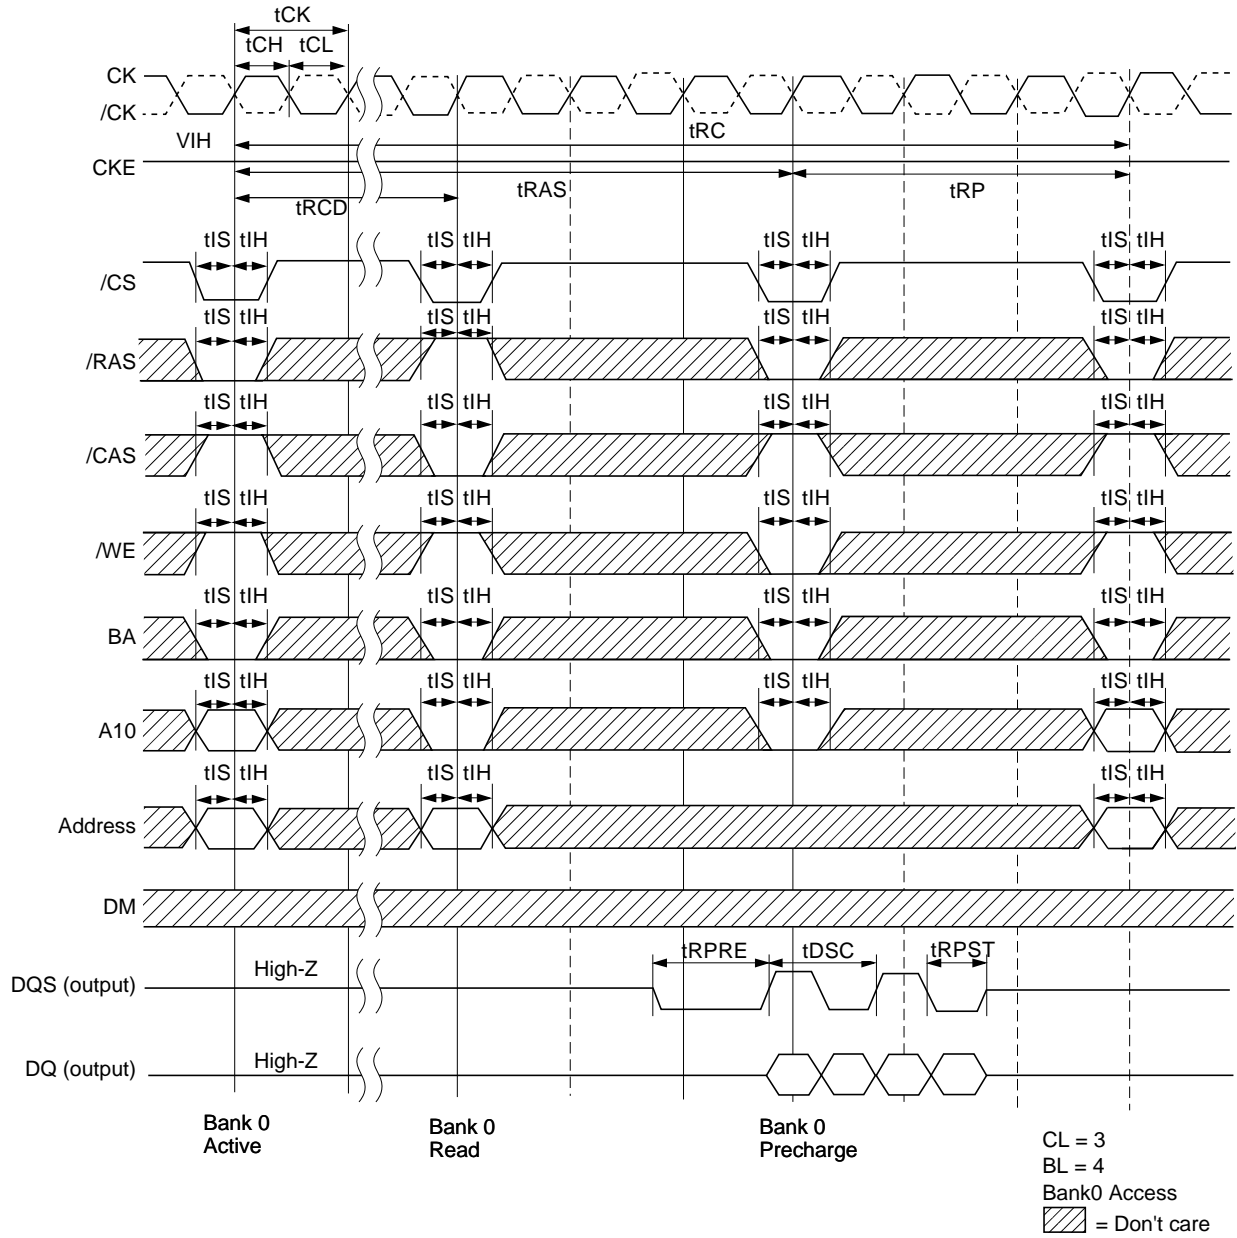 tCK
tCH tCL
CK
/CK
VIH
tRC
CKE
tRAS
tRP
tRCD
tIS tIH tIS tIH tIS tIH tIS tIH
/CS
tIS tIH tIS tIH tIS tIH tIS tIH
/RAS
tIS tIH tIS tIH tIS tIH tIS tIH
/CAS
tIS tIH tIS tIH tIS tIH tIS tIH
/WE
tIS tIH tIS tIH tIS tIH tIS tIH
BA
tIS tIH tIS tIH tIS tIH tIS tIH
A10
tIS tIH tIS tIH tIS tIH
Address
DM
tRPRE tDSC tRPST
High-Z
DQS (output)
High-Z
DQ (output)
Bank 0
Active
Bank 0
Read
Bank 0
Precharge
CL = 3
BL = 4
Bank0 Access
= Don't care